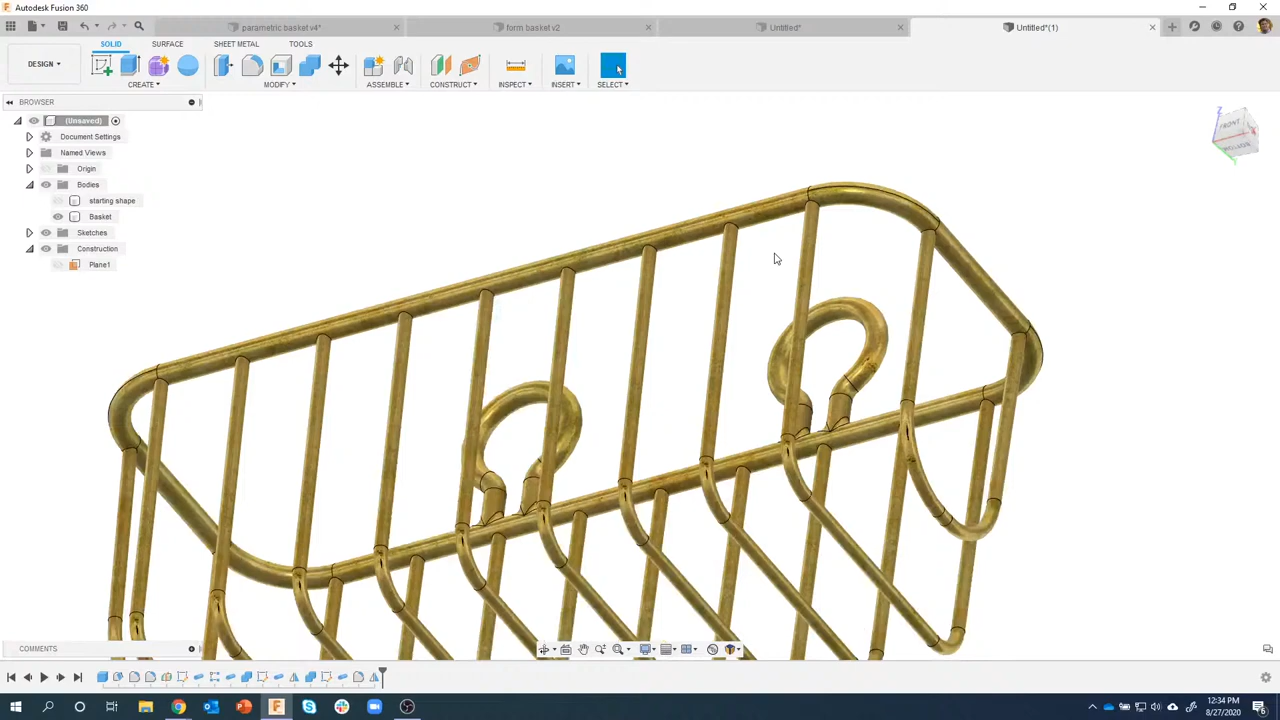 Autodesk Fusion 360
parametric basket v4*
form basket v2
Untitled*
Untitled*(1)
SOLID
SURFACE
SHEET METAL
TOOLS
DESIGN
CREATE
MODIFY
ASSEMBLE
CONSTRUCT
INSPECT
INSERT
SELECT
BROWSER
(Unsaved)
Document Settings
Named Views
Origin
Bodies
starting shape
Basket
Sketches
Construction
Plane1
Z
FRONT
COMMENTS
12:34 PM
8/27/2020
6